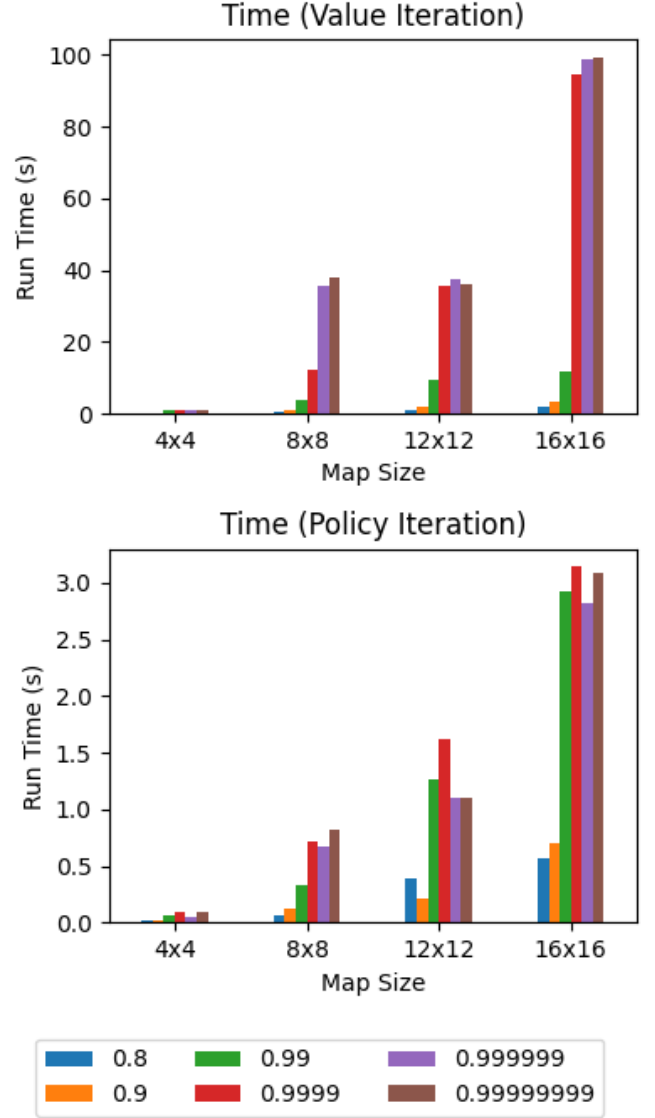 Time (Value Iteration)
100
80
60
40
20
0
Run Time (s)
4x4 8x8 12x12 16x16
Map Size
Time (Policy Iteration)
3.0
2.5
2.0
1.5
1.0
0.5
0.0
Run Time (s)
4x4 8x8 12x12 16x16
Map Size
0.8 0.99 0.999999
0.9 0.9999 0.99999999